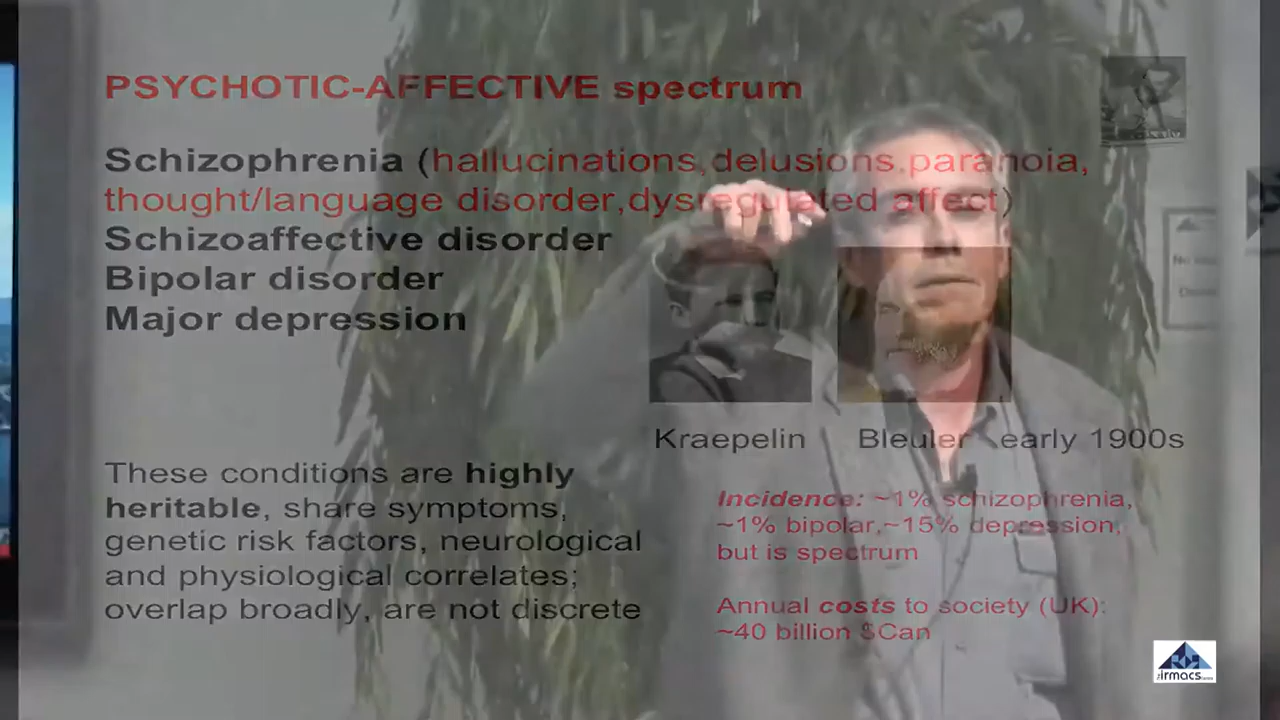 PSYCHOTIC-AFFECTIVE spectrum
Schizophrenia (hallucinations,delusions,paranoia,
thought/language disorder,dysregulated affect)
Schizoaffective disorder
Bipolar disorder
Major depression
Kraepelin
Bleuler
early 1900s
These conditions are highly
heritable, share symptoms,
genetic risk factors, neurological
and physiological correlates;
overlap broadly, are not discrete
Incidence: ~1% schizophrenia,
~1% bipolar,~15% depression,
but is spectrum
Annual costs to society (UK):
~40 billion $Can
irmacs